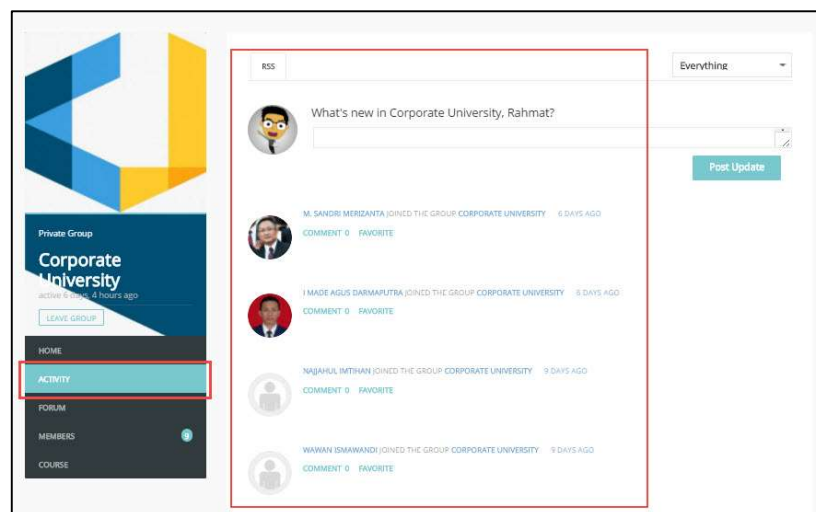 RSS
Everything
What's new in Corporate University, Rahmat?
Post Update
Private Group
Corporate
University
active 6 days, 4 hours ago
LEAVE GROUP
HOME
ACTIVITY
FORUM
MEMBERS 9
COURSE
M. SANDRI MERIZANTA JOINED THE GROUP CORPORATE UNIVERSITY 6 DAYS AGO
COMMENT 0 FAVORITE
I MADE AGUS DARMAPUTRA JOINED THE GROUP CORPORATE UNIVERSITY 6 DAYS AGO
COMMENT 0 FAVORITE
NAJJAHUL IMTIHAN JOINED THE GROUP CORPORATE UNIVERSITY 9 DAYS AGO
COMMENT 0 FAVORITE
WAWAN ISMAWANDI JOINED THE GROUP CORPORATE UNIVERSITY 9 DAYS AGO
COMMENT 0 FAVORITE